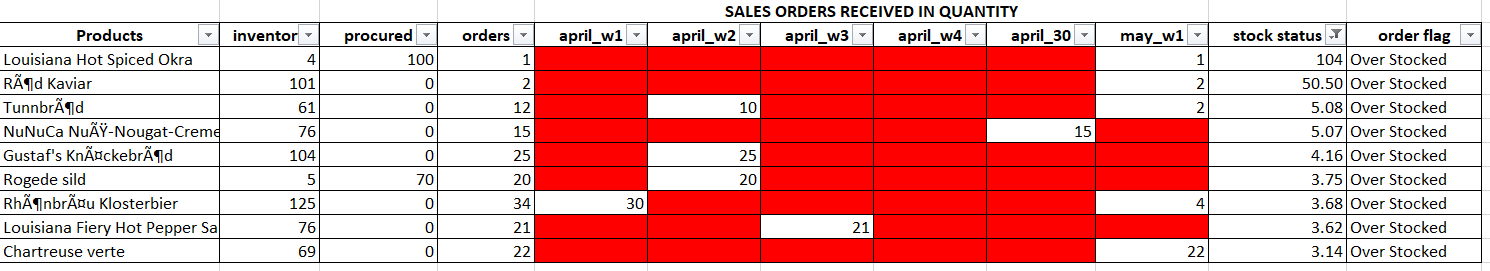 SALES ORDERS RECEIVED IN QUANTITY
Products inventor procured orders april_w1 april_w2 april_w3 april_w4 april_30 may_w1 stock status order flag
Louisiana Hot Spiced Okra 4 100 1 1 104 Over Stocked
RÃ¶d Kaviar 101 0 2 2 50.50 Over Stocked
TunnbrÃ¶d 61 0 12 10 2 5.08 Over Stocked
NuNuCa NuÃŸ-Nougat-Creme 76 0 15 15 5.07 Over Stocked
Gustaf's KnÃ¤ckebrÃ¶d 104 0 25 25 4.16 Over Stocked
Rogede sild 5 70 20 20 3.75 Over Stocked
RhÃ¶nbrÃ¤u Klosterbier 125 0 34 30 4 3.68 Over Stocked
Louisiana Fiery Hot Pepper Sa 76 0 21 21 3.62 Over Stocked
Chartreuse verte 69 0 22 22 3.14 Over Stocked